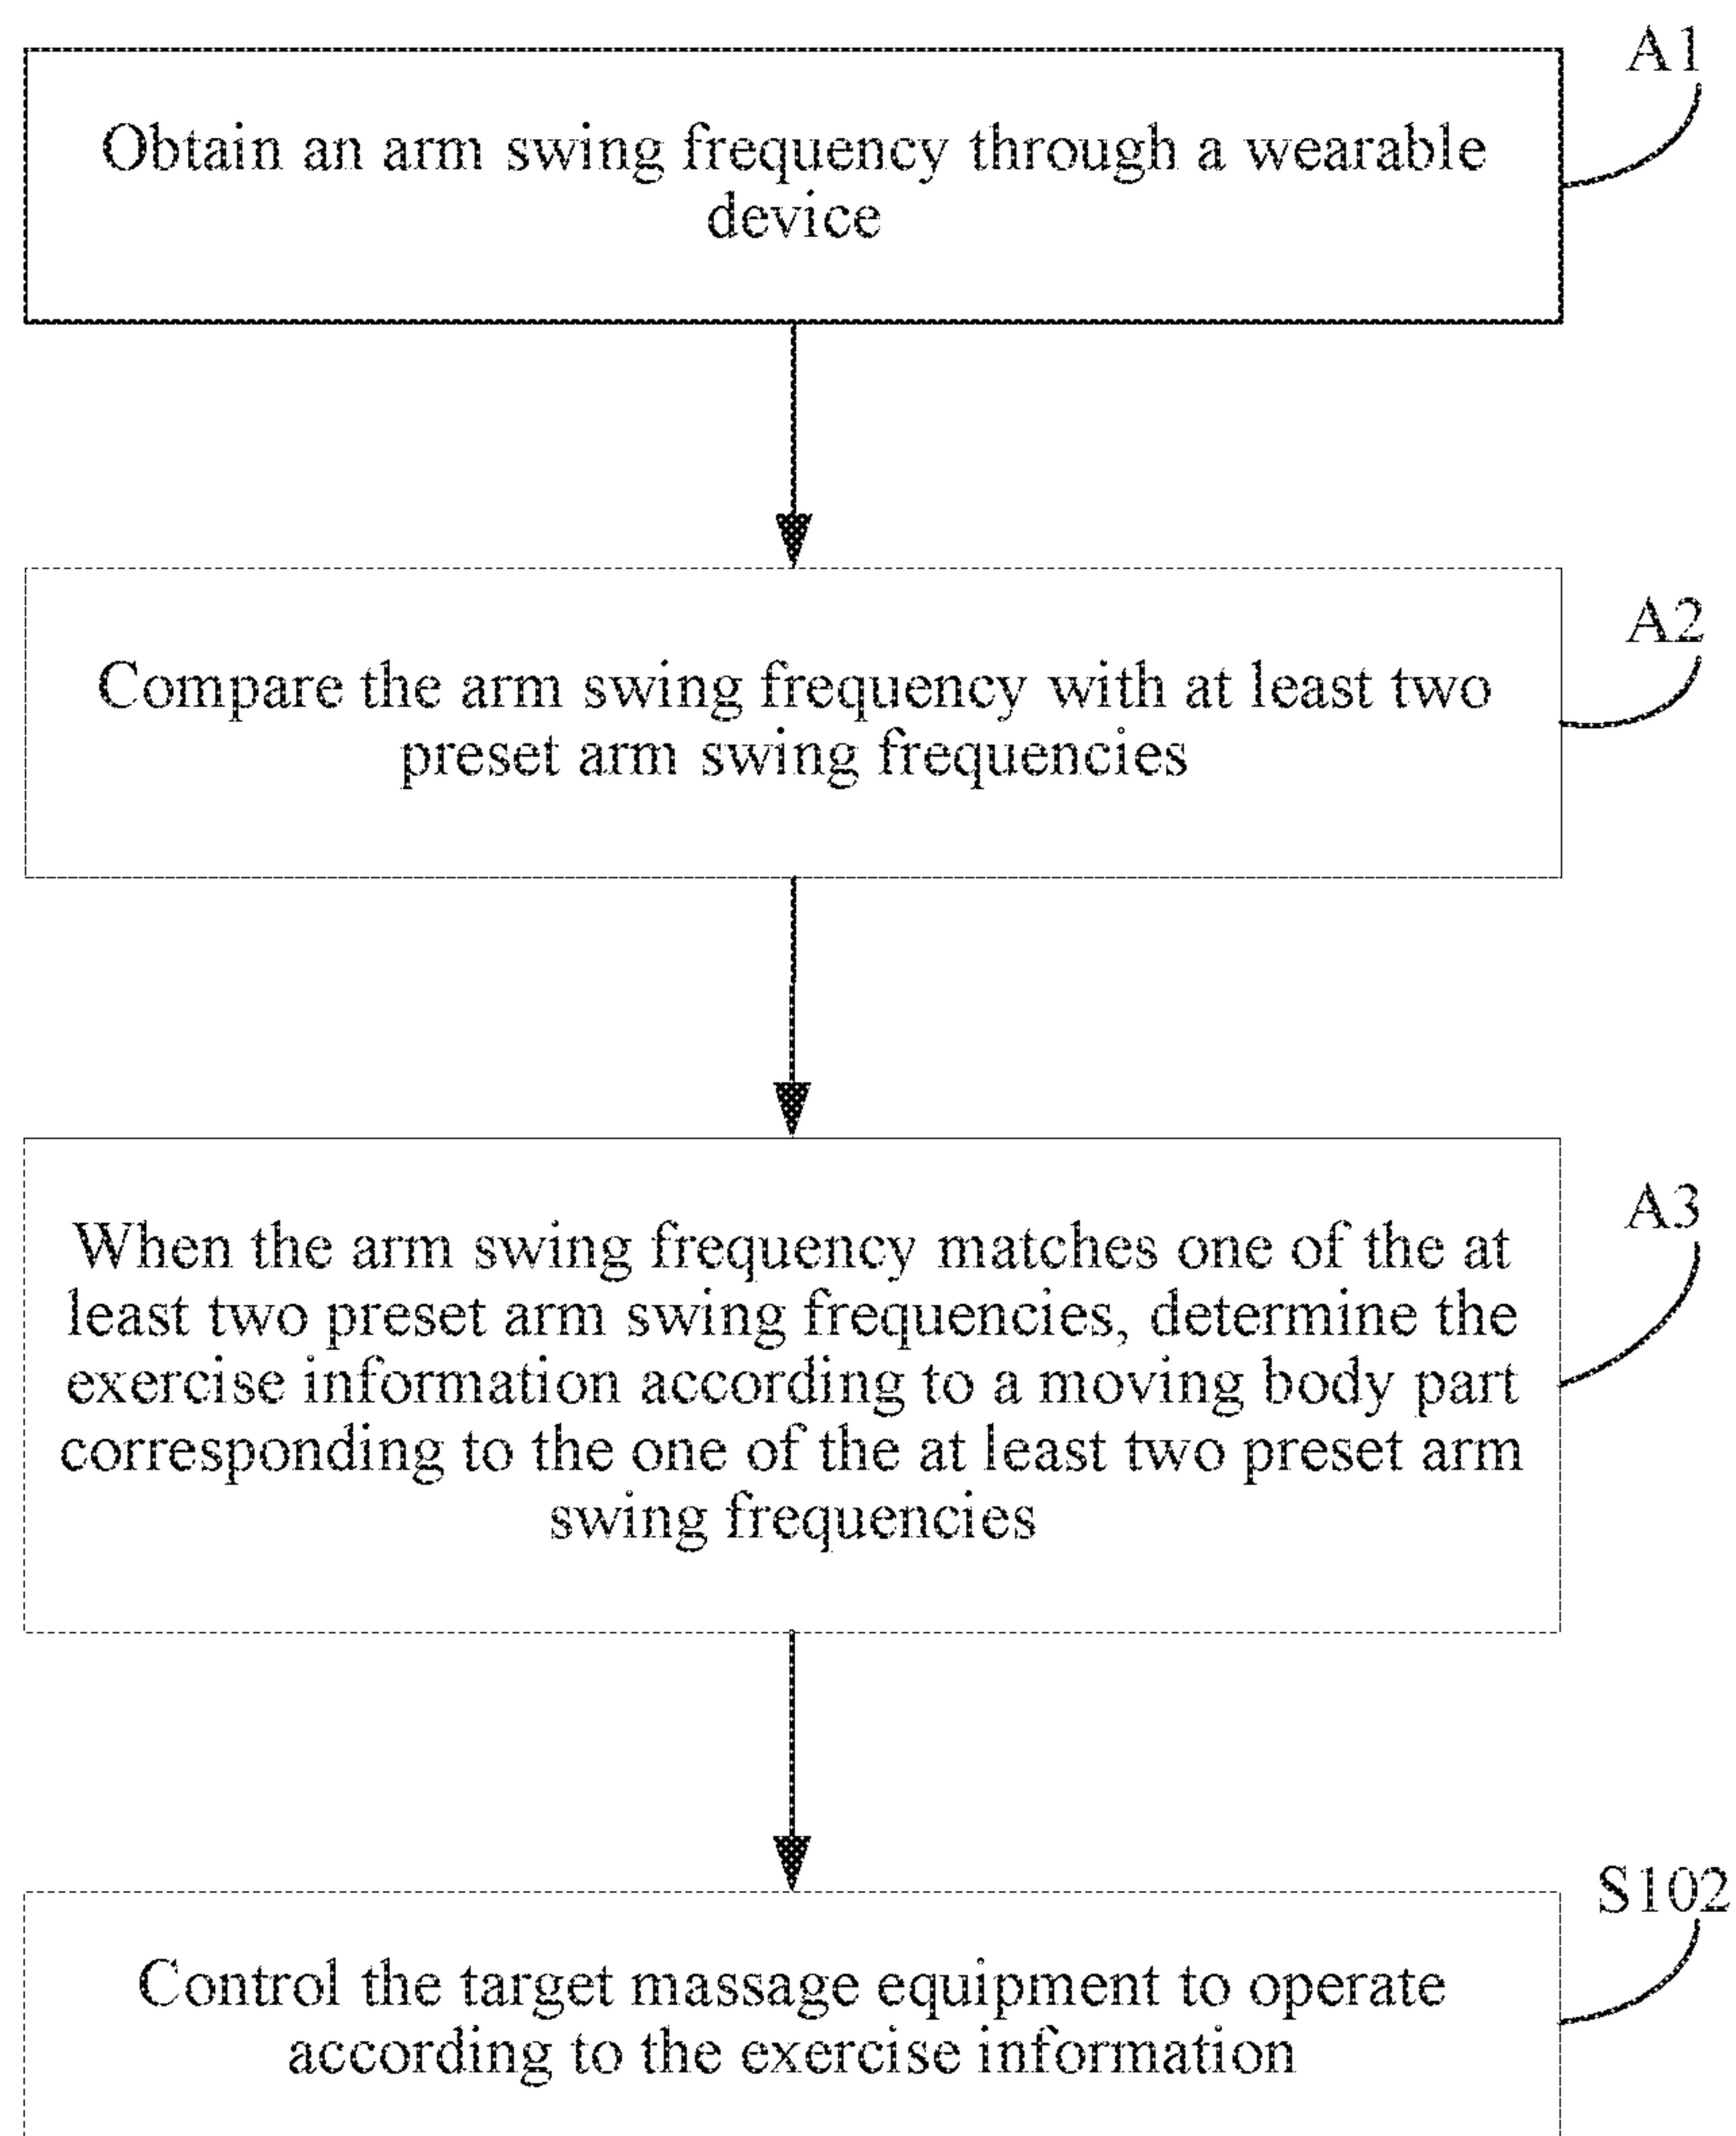 A1
Obtain an arm swing frequency through a wearable
device
A2
Compare the arm swing frequency with at least two
preset arm swing frequencies
A3
When the arm swing frequency matches one of the at
least two preset arm swing frequencies, determine the
exercise information according to a moving body part
corresponding to the one of the at least two preset arm
swing frequencies
S102
Control the target massage equipment to operate
according to the exercise information